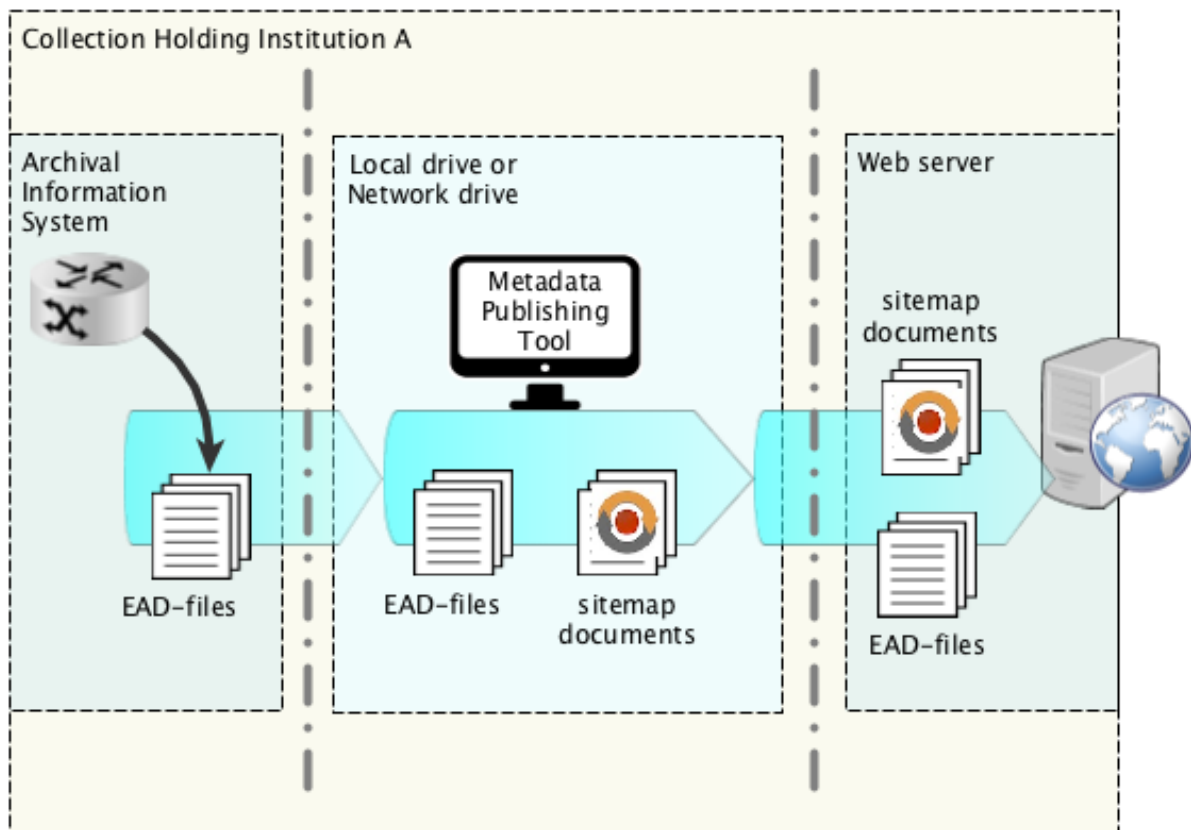 Collection Holding Institution A
Archival
Information
System
EAD-files
Local drive or
Network drive
Metadata
Publishing
Tool
EAD-files
sitemap
documents
Web server
sitemap
documents
EAD-files